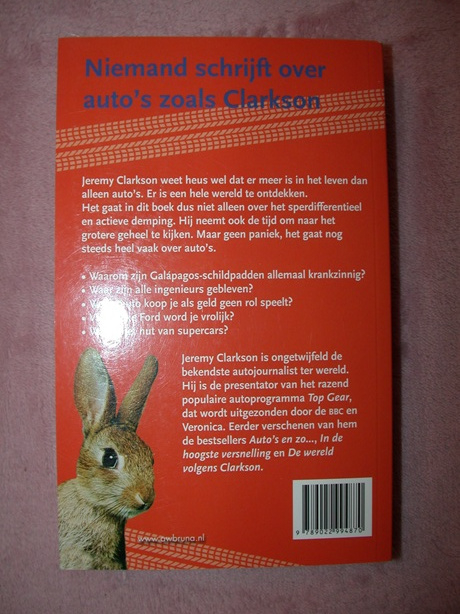 Niemand schrijft over
auto's zoals Clarkson
Jeremy Clarkson weet heus wel dat er meer is in het leven dan
alleen auto's. Er is een hele wereld te ontdekken.
Het gaat in dit boek dus niet alleen over het sperdifferentieel
en actieve demping. Hij neemt ook de tijd om naar het
grotere geheel te kijken. Maar geen paniek, het gaat nog
steeds heel vaak over auto's.
• Waarom zijn Galápagos-schildpadden allemaal krankzinnig?
• Waar zijn alle ingenieurs gebleven?
• koop je als geld geen rol speelt?
• Ford word je vrolijk?
• nut van supercars?
Jeremy Clarkson is ongetwijfeld de
bekendste autojournalist ter wereld.
Hij is de presentator van het razend
populaire autoprogramma Top Gear,
dat wordt uitgezonden door de BBC en
Veronica. Eerder verschenen van hem
de bestsellers Auto's en zo..., In de
hoogste versnelling en De wereld
volgens Clarkson.
www.awbruna.nl
9 789022 994870